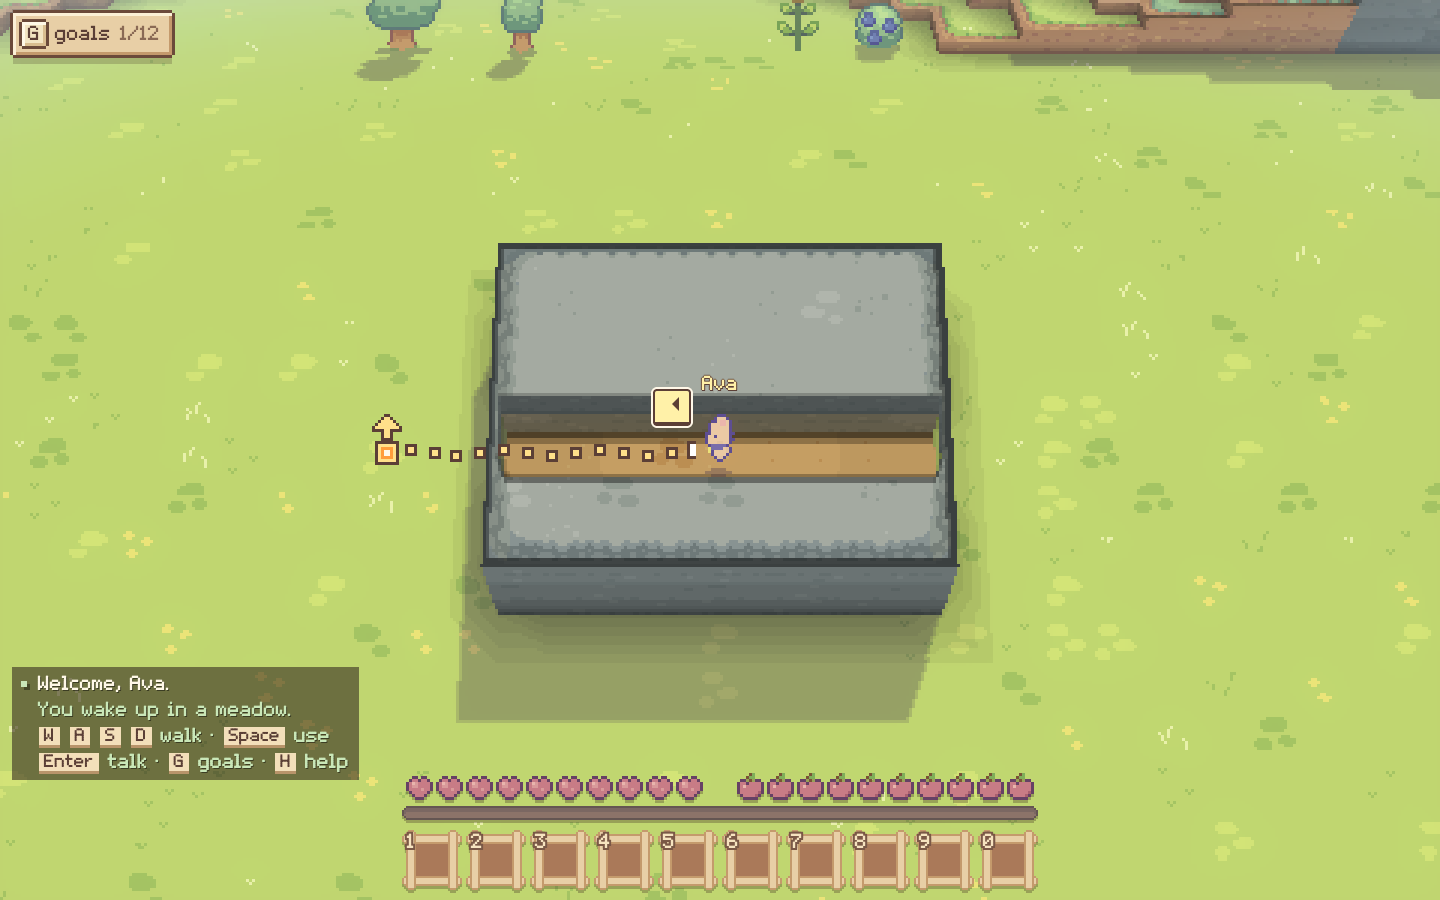 G goals 1/12
Ava
Welcome, Ava.
You wake up in a meadow.
W A S D walk · Space use
Enter talk · G goals · H help
1 2 3 4 5 6 7 8 9 0